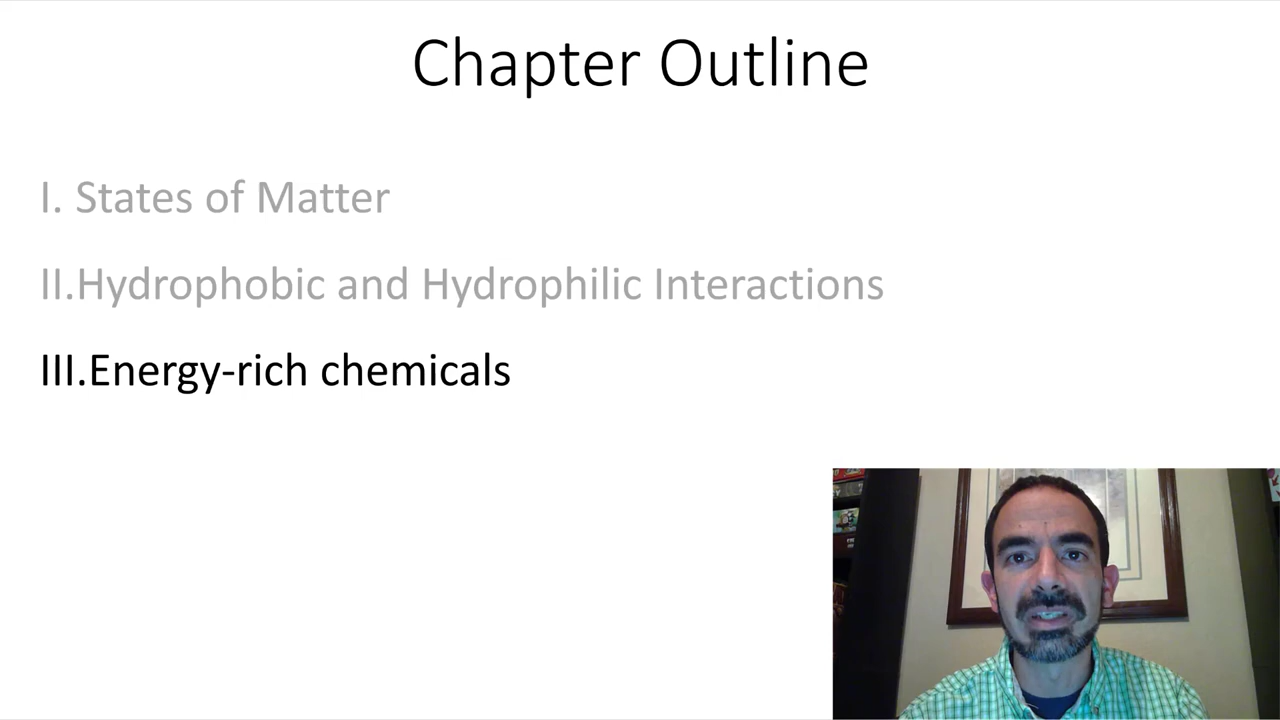 Chapter Outline
I. States of Matter
II.Hydrophobic and Hydrophilic Interactions
III.Energy-rich chemicals